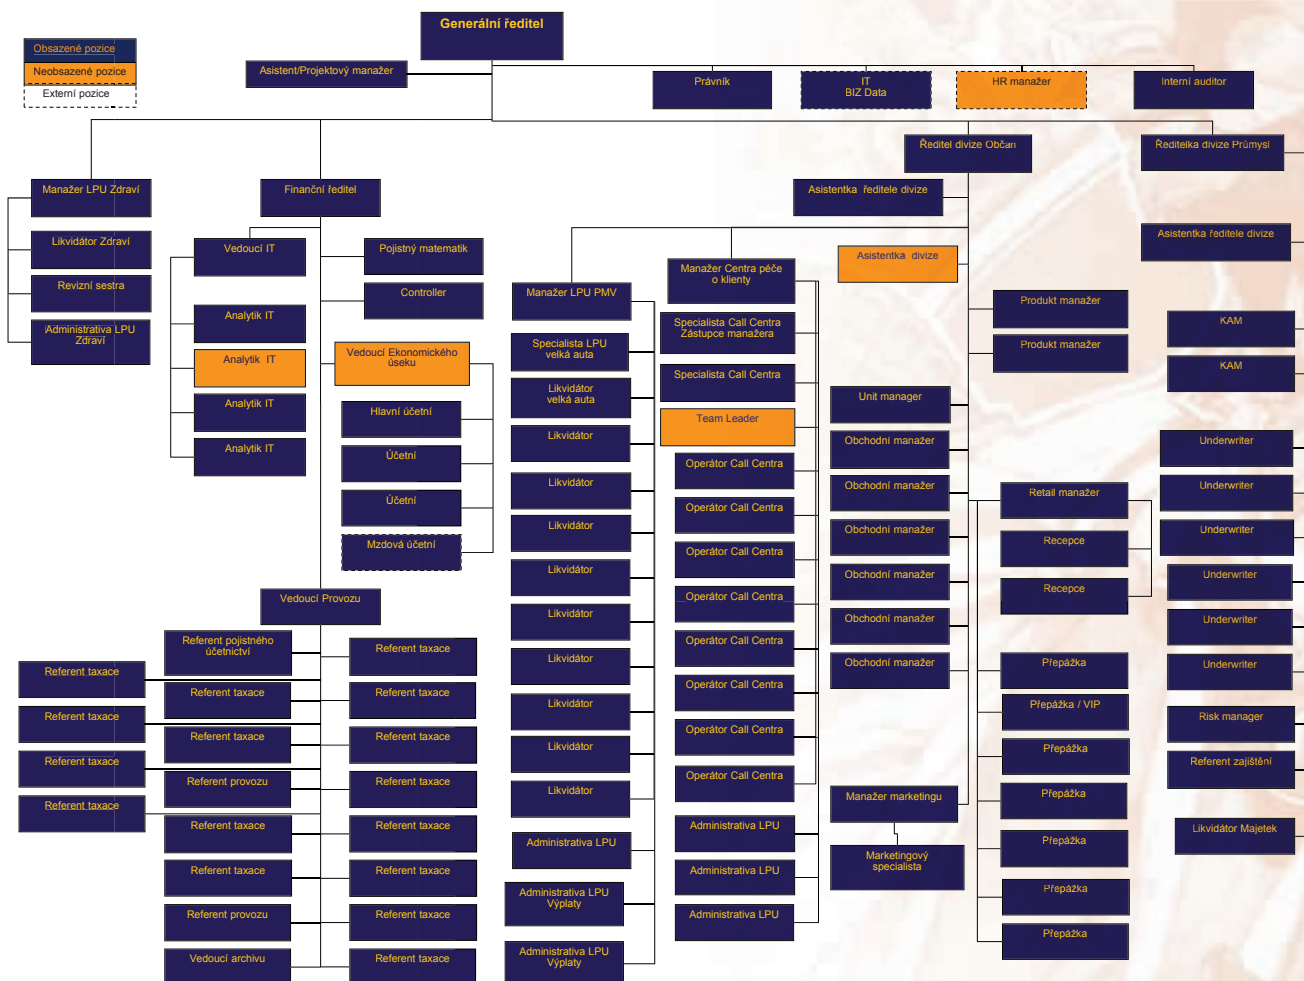 Generální ředitel
Obsazené pozice
Neobsazené pozice
Externí pozice
Asistent/Projektový manažer
Právník
IT
BIZ Data
HR manažer
Interní auditor
Ředitel divize Občan
Ředitelka divize Průmysl
Manažer LPU Zdraví
Likvidátor Zdraví
Revizní sestra
Administrativa LPU
Zdraví
Finanční ředitel
Vedoucí IT
Analytik IT
Analytik  IT
Analytik IT
Analytik IT
Pojistný matematik
Controller
Vedoucí Ekonomického
úseku
Hlavní účetní
Účetní
Účetní
Mzdová účetní
Vedoucí Provozu
Referent taxace
Referent taxace
Referent taxace
Referent taxace
Referent pojistného
účetnictví
Referent taxace
Referent taxace
Referent provozu
Referent taxace
Referent taxace
Referent provozu
Vedoucí archivu
Referent taxace
Referent taxace
Referent taxace
Referent taxace
Referent taxace
Referent taxace
Referent taxace
Referent taxace
Asistentka  ředitele divize
Asistentka  divize
Manažer LPU PMV
Specialista LPU
velká auta
Likvidátor
velká auta
Likvidátor
Likvidátor
Likvidátor
Likvidátor
Likvidátor
Likvidátor
Likvidátor
Likvidátor
Likvidátor
Administrativa LPU
Administrativa LPU
Výplaty
Administrativa LPU
Výplaty
Manažer Centra péče
o klienty
Specialista Call Centra
Zástupce manažera
Specialista Call Centra
Team Leader
Operátor Call Centra
Operátor Call Centra
Operátor Call Centra
Operátor Call Centra
Operátor Call Centra
Operátor Call Centra
Operátor Call Centra
Operátor Call Centra
Administrativa LPU
Administrativa LPU
Administrativa LPU
Unit manager
Obchodní manažer
Obchodní manažer
Obchodní manažer
Obchodní manažer
Obchodní manažer
Obchodní manažer
Manažer marketingu
Marketingový
specialista
Produkt manažer
Produkt manažer
Retail manažer
Recepce
Recepce
Přepážka
Přepážka / VIP
Přepážka
Přepážka
Přepážka
Přepážka
Přepážka
Asistentka ředitele divize
KAM
KAM
Underwriter
Underwriter
Underwriter
Underwriter
Underwriter
Underwriter
Risk manager
Referent zajištění
Likvidátor Majetek